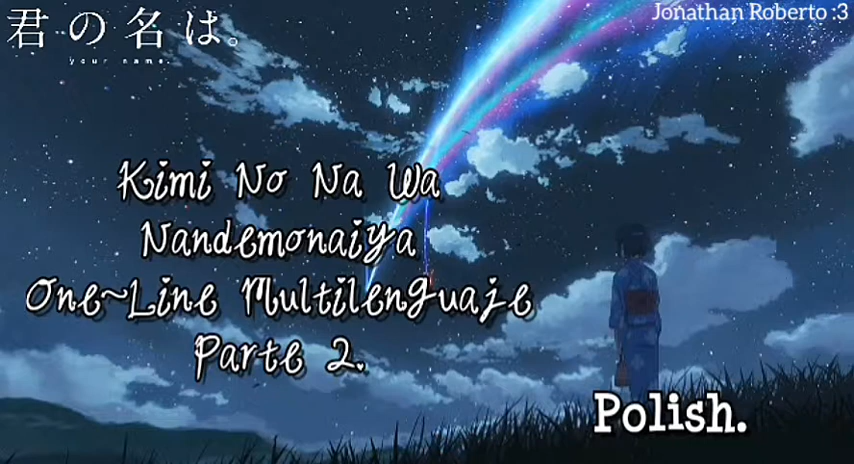 君の名は。
your name.
Jonathan Roberto :3
Kimi No Na Wa
Nandemonaiya
One~Line Multilenguaje
Parte 2.
Polish.